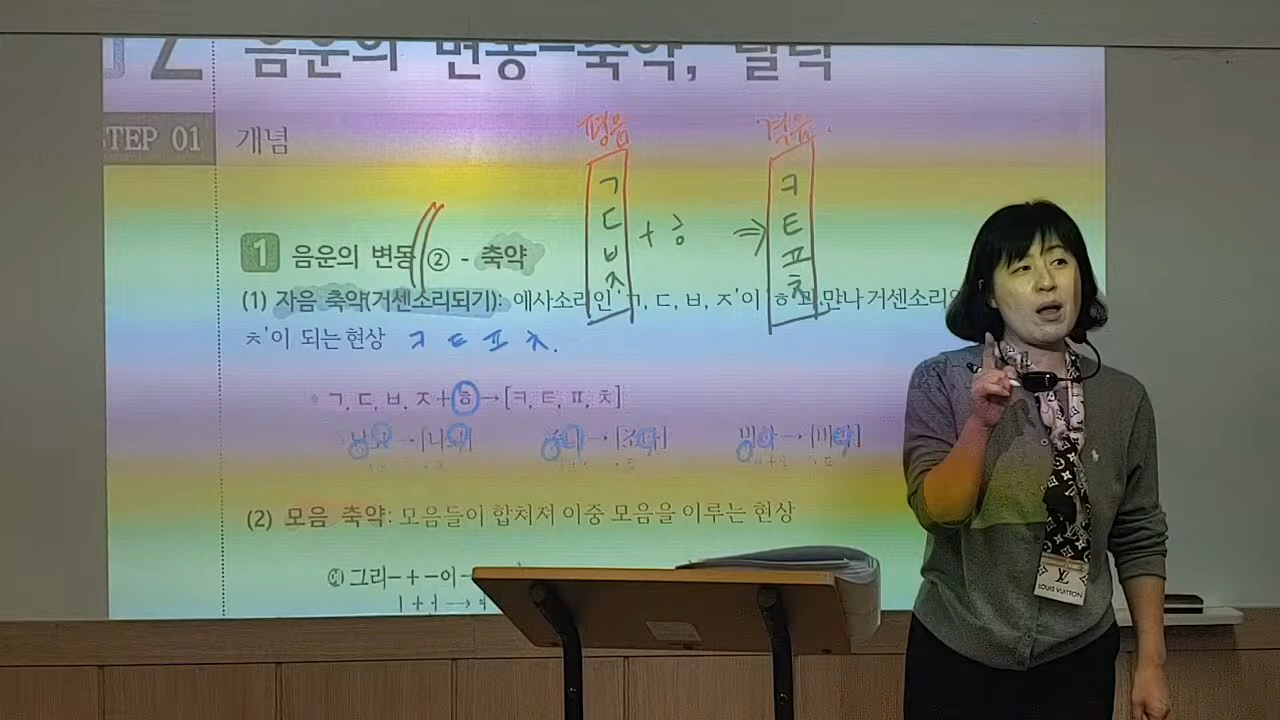 음운의 변동-축약, 탈락
STEP 01
개념
평음
격음
ㄱ ㅋ
ㄷ ㅌ
+ ㅎ ⇒
ㅂ ㅍ
ㅈ ㅊ
1 음운의 변동 ② - 축약
(1) 자음 축약(거센소리되기): 예사소리인 'ㄱ, ㄷ, ㅂ, ㅈ'이 'ㅎ'과 만나 거센소리인
ㅊ'이 되는 현상 ㅋ ㅌ ㅍ ㅊ.
ㄱ, ㄷ, ㅂ, ㅈ+ㅎ→[ㅋ, ㅌ, ㅍ, ㅊ]
(2) 모음 축약: 모음들이 합쳐져 이중 모음을 이루는 현상
예 그리-+-어-
ㅣ+ㅓ→ㅕ
LOUIS VUITTON